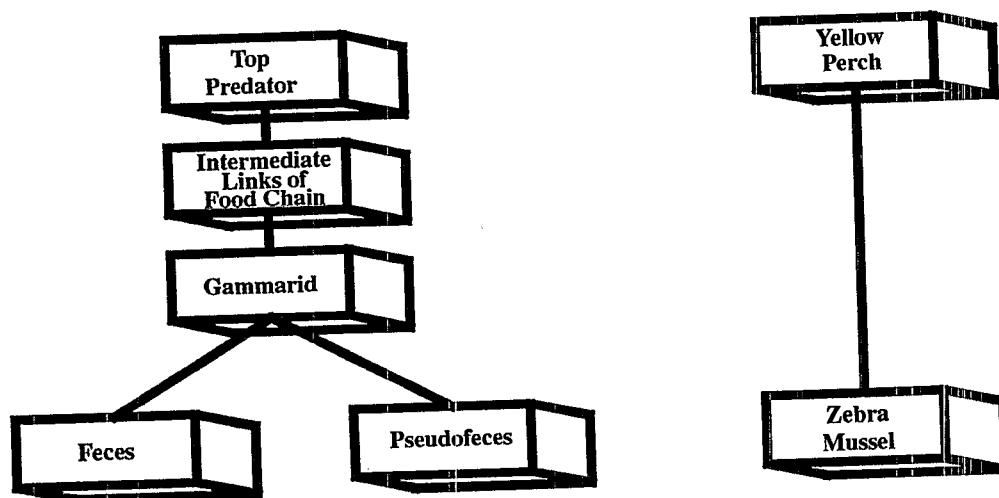 Top
Predator
Intermediate
Links of
Food Chain
Gammarid
Feces
Pseudofeces
Yellow
Perch
Zebra
Mussel